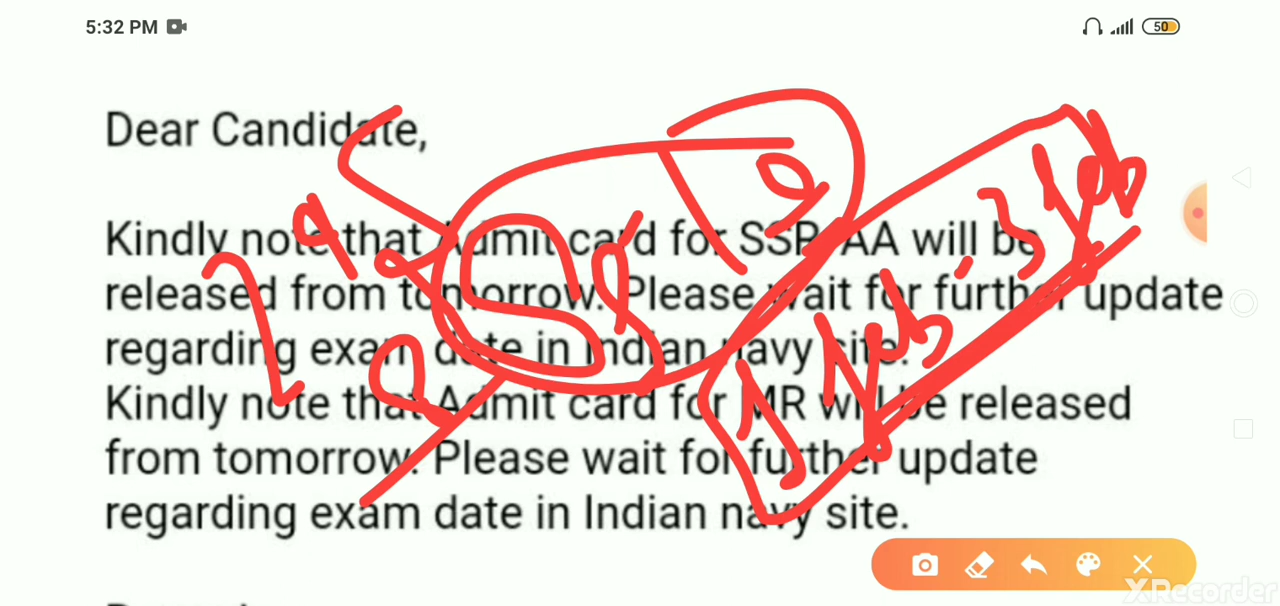 5:32 PM
50
Dear Candidate,
Kindly note that Admit card for SSR AA will be
released from tomorrow. Please wait for further update
regarding exam date in Indian navy site.
Kindly note that Admit card for MR will be released
from tomorrow. Please wait for further update
regarding exam date in Indian navy site.
XRecorder